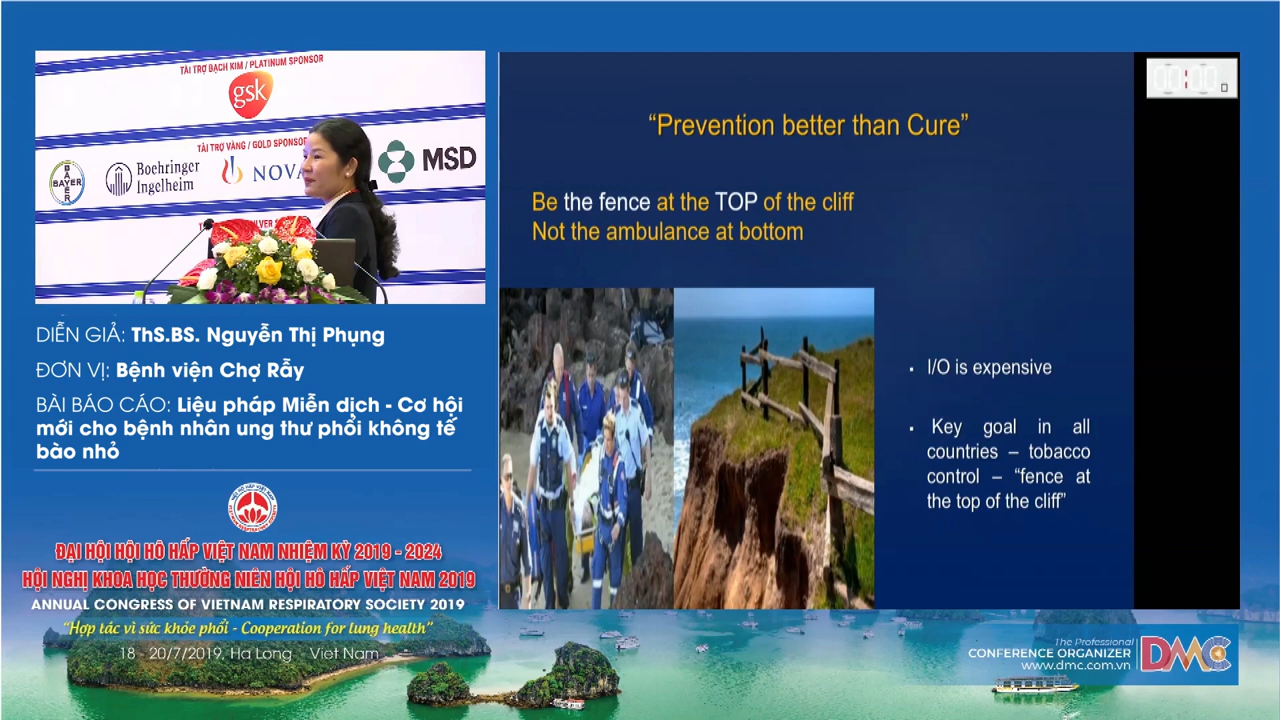 TÀI TRỢ BẠCH KIM / PLATINUM SPONSOR
gsk
TÀI TRỢ VÀNG / GOLD SPONSOR
BAYER
BAYER
Boehringer
Ingelheim
NOVA
MSD
DIỄN GIẢ: ThS.BS. Nguyễn Thị Phụng
ĐƠN VỊ: Bệnh viện Chợ Rẫy
BÀI BÁO CÁO: Liệu pháp Miễn dịch - Cơ hội
mới cho bệnh nhân ung thư phổi không tế
bào nhỏ
ĐẠI HỘI HỘI HÔ HẤP VIỆT NAM NHIỆM KỲ 2019 - 2024
HỘI NGHỊ KHOA HỌC THƯỜNG NIÊN HỘI HÔ HẤP VIỆT NAM 2019
ANNUAL CONGRESS OF VIETNAM RESPIRATORY SOCIETY 2019
“Hợp tác vì sức khỏe phổi - Cooperation for lung health”
18 - 20/7/2019, Ha Long Viet Nam
“Prevention better than Cure”
Be the fence at the TOP of the cliff
Not the ambulance at bottom
▪ I/O is expensive
▪ Key goal in all
countries – tobacco
control – “fence at
the top of the cliff”
00:00
The Professional
CONFERENCE ORGANIZER
www.dmc.com.vn
DMC